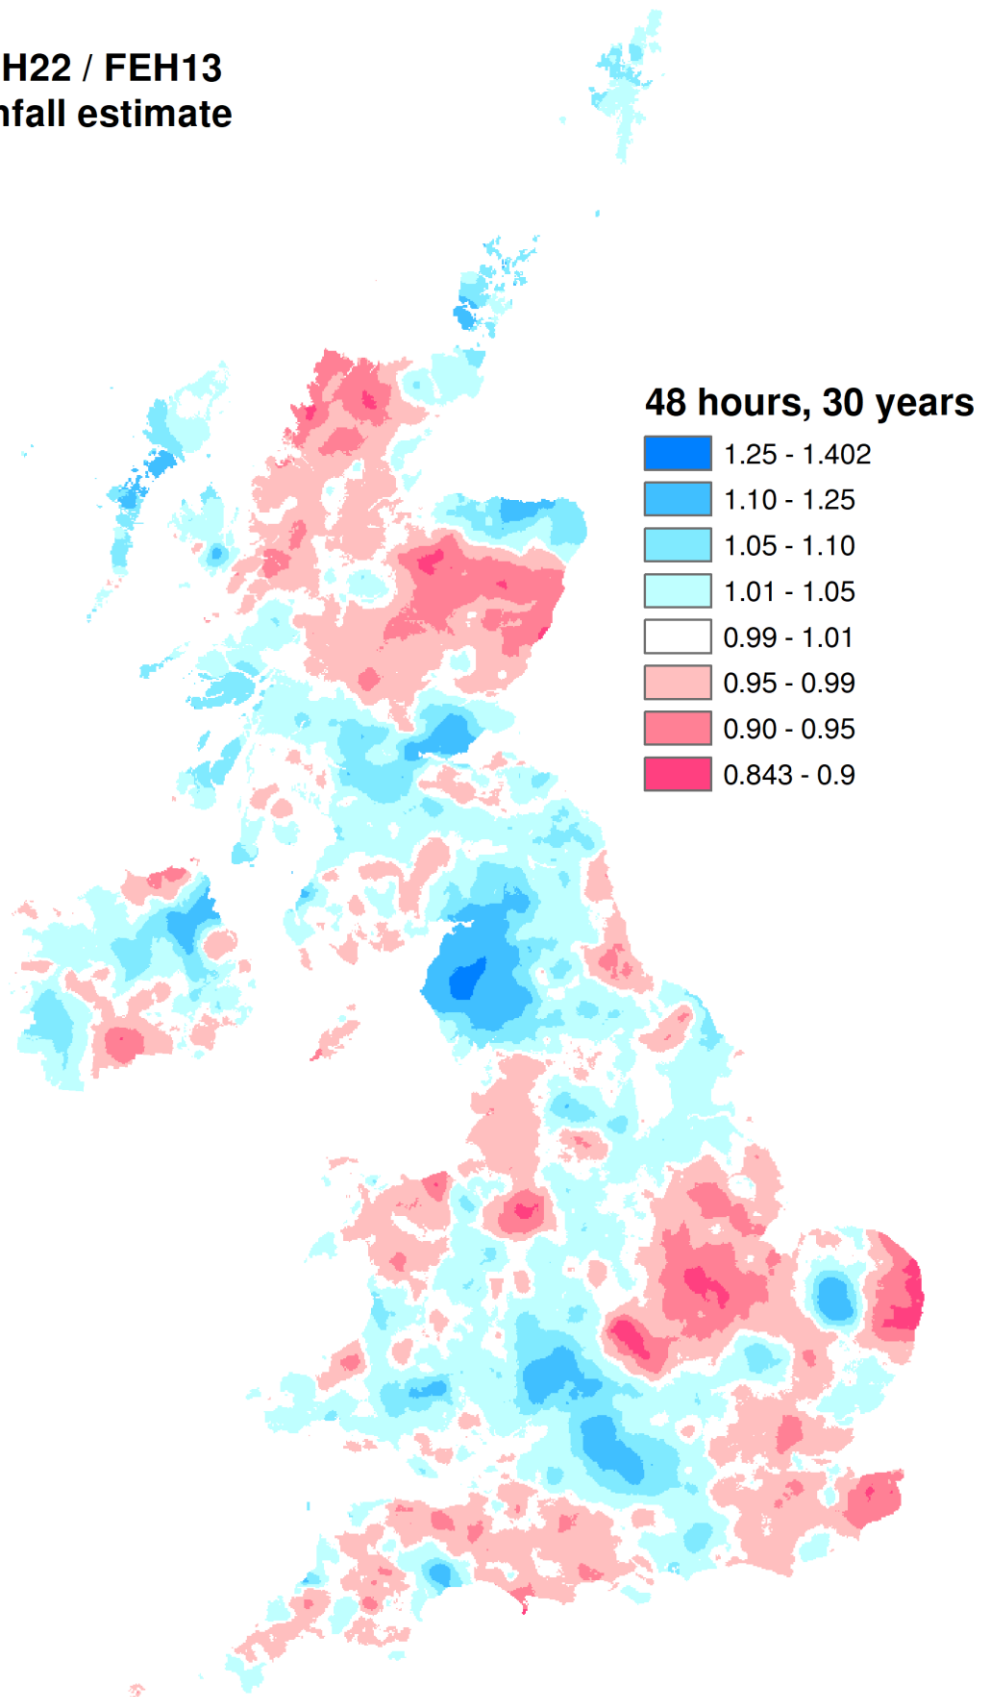 H22 / FEH13
nfall estimate
48 hours, 30 years
1.25 - 1.402
1.10 - 1.25
1.05 - 1.10
1.01 - 1.05
0.99 - 1.01
0.95 - 0.99
0.90 - 0.95
0.843 - 0.9